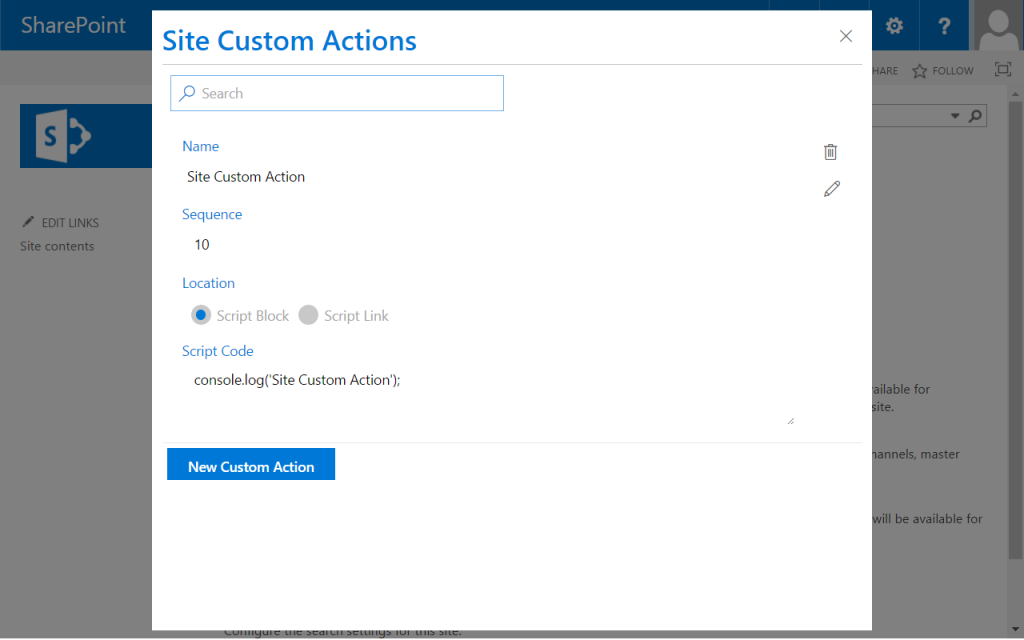 SharePoint
?
HARE
FOLLOW
S
EDIT LINKS
Site contents
Site Custom Actions
Search
Name
Site Custom Action
Sequence
10
Location
Script Block
Script Link
Script Code
console.log('Site Custom Action');
New Custom Action
ailable for
site.
hannels, master
will be available for
Configure the search settings for this site.